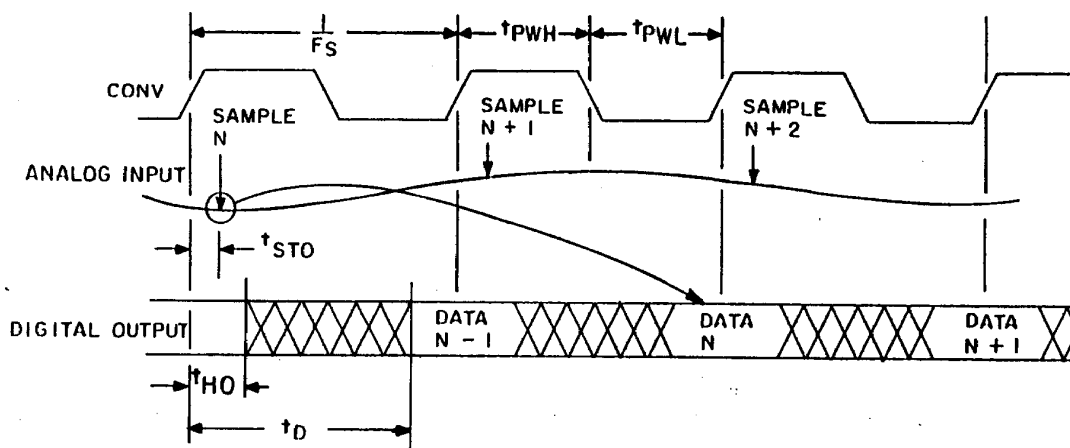 1
FS
tPWH
tPWL
CONV
SAMPLE
N
SAMPLE
N + 1
SAMPLE
N + 2
ANALOG INPUT
tSTO
DIGITAL OUTPUT
DATA
N - 1
DATA
N
DATA
N + 1
tHO
tD